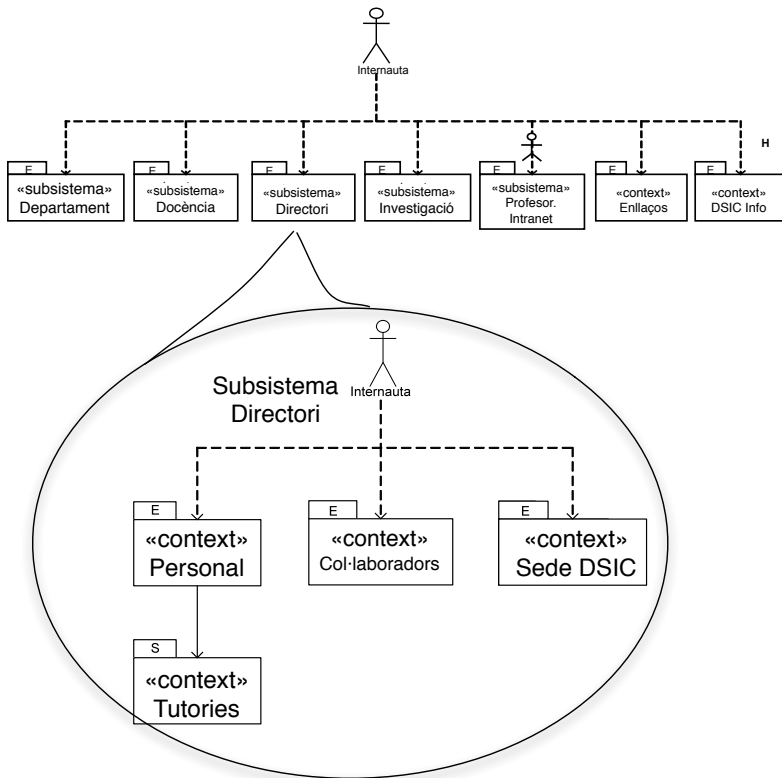 Internauta
H
E
E
E
E
E
E
E
«subsistema»
Departament
«subsistema»
Docència
«subsistema»
Directori
«subsistema»
Investigació
«subsistema»
Profesor.
Intranet
«context»
Enllaços
«context»
DSIC Info
Subsistema
Directori
Internauta
E
E
E
«context»
Personal
«context»
Col·laboradors
«context»
Sede DSIC
S
«context»
Tutories